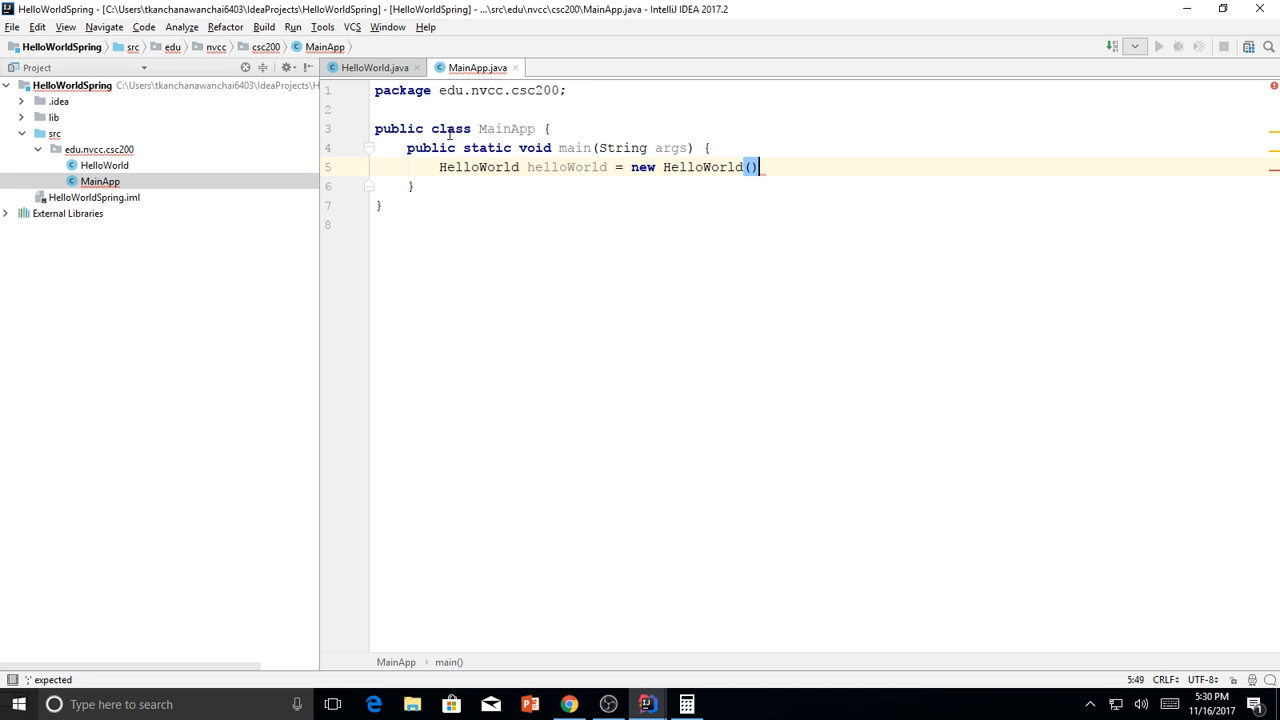 HelloWorldSpring - [C:\Users\tkanchanawanchai6403\IdeaProjects\HelloWorldSpring] - [HelloWorldSpring] - ...\src\edu\nvcc\csc200\MainApp.java - IntelliJ IDEA 2017.2
File Edit View Navigate Code Analyze Refactor Build Run Tools VCS Window Help
HelloWorldSpring src edu nvcc csc200 MainApp
Project HelloWorld.java MainApp.java
HelloWorldSpring C:\Users\tkanchanawanchai6403\IdeaProjects\H
.idea
lib
src
edu.nvcc.csc200
HelloWorld
MainApp
HelloWorldSpring.iml
External Libraries
1 package edu.nvcc.csc200;
2
3 public class MainApp {
4 public static void main(String args) {
5 HelloWorld helloWorld = new HelloWorld()
6 }
7 }
8
MainApp › main()
';' expected 5:49 CRLF÷ UTF-8÷
Type here to search
5:30 PM
11/16/2017
1